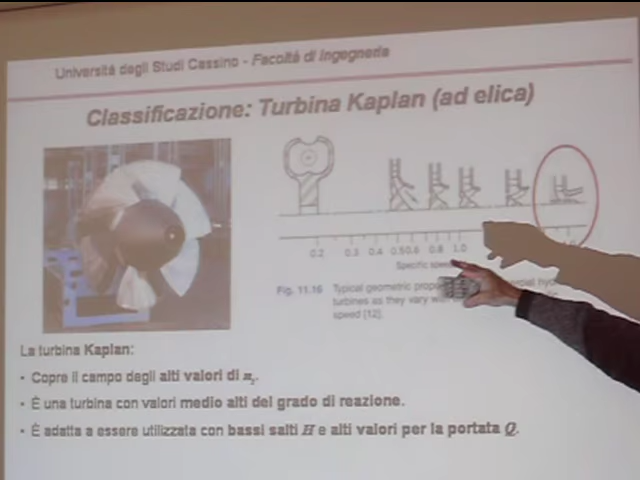 Università degli Studi Cassino - Facoltà di Ingegneria
Classificazione: Turbina Kaplan (ad elica)
0.2 0.3 0.4 0.5 0.6 0.8 1.0
Specific speed
Fig. 11.16 Typical geometric
turbines as they vary
speed [12].
La turbina Kaplan:
• Copre il campo degli alti valori di
• È una turbina con valori medio alti del grado di reazione.
• È adatta a essere utilizzata con bassi salti H e alti valori per la portata Q.